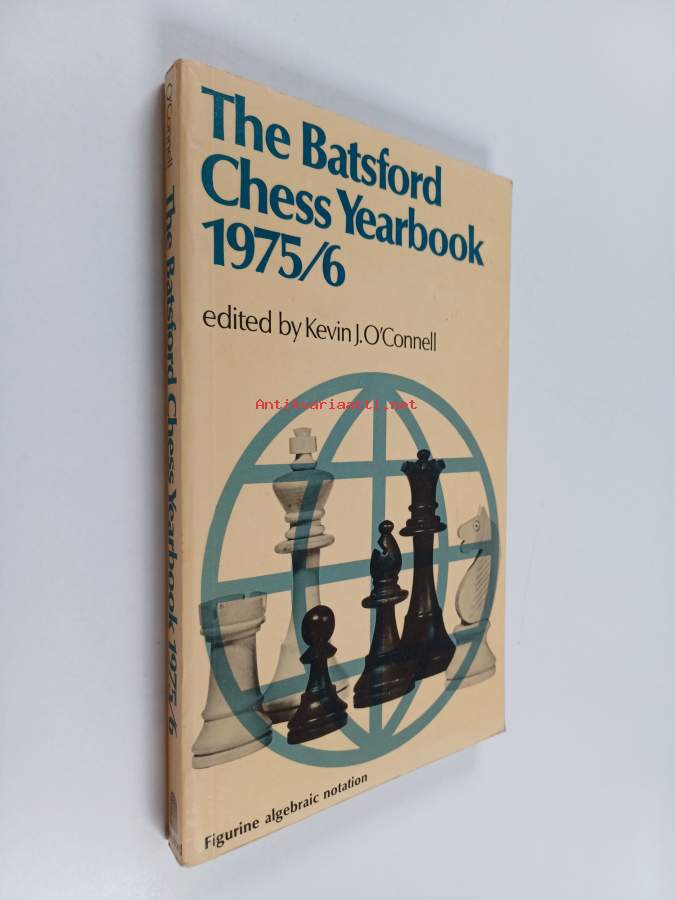 The Batsford
Chess Yearbook
1975/6
edited by Kevin J. O'Connell
Antikvariaatti.net
Figurine algebraic notation
O'Connell The Batsford Chess Yearbook 1975/6